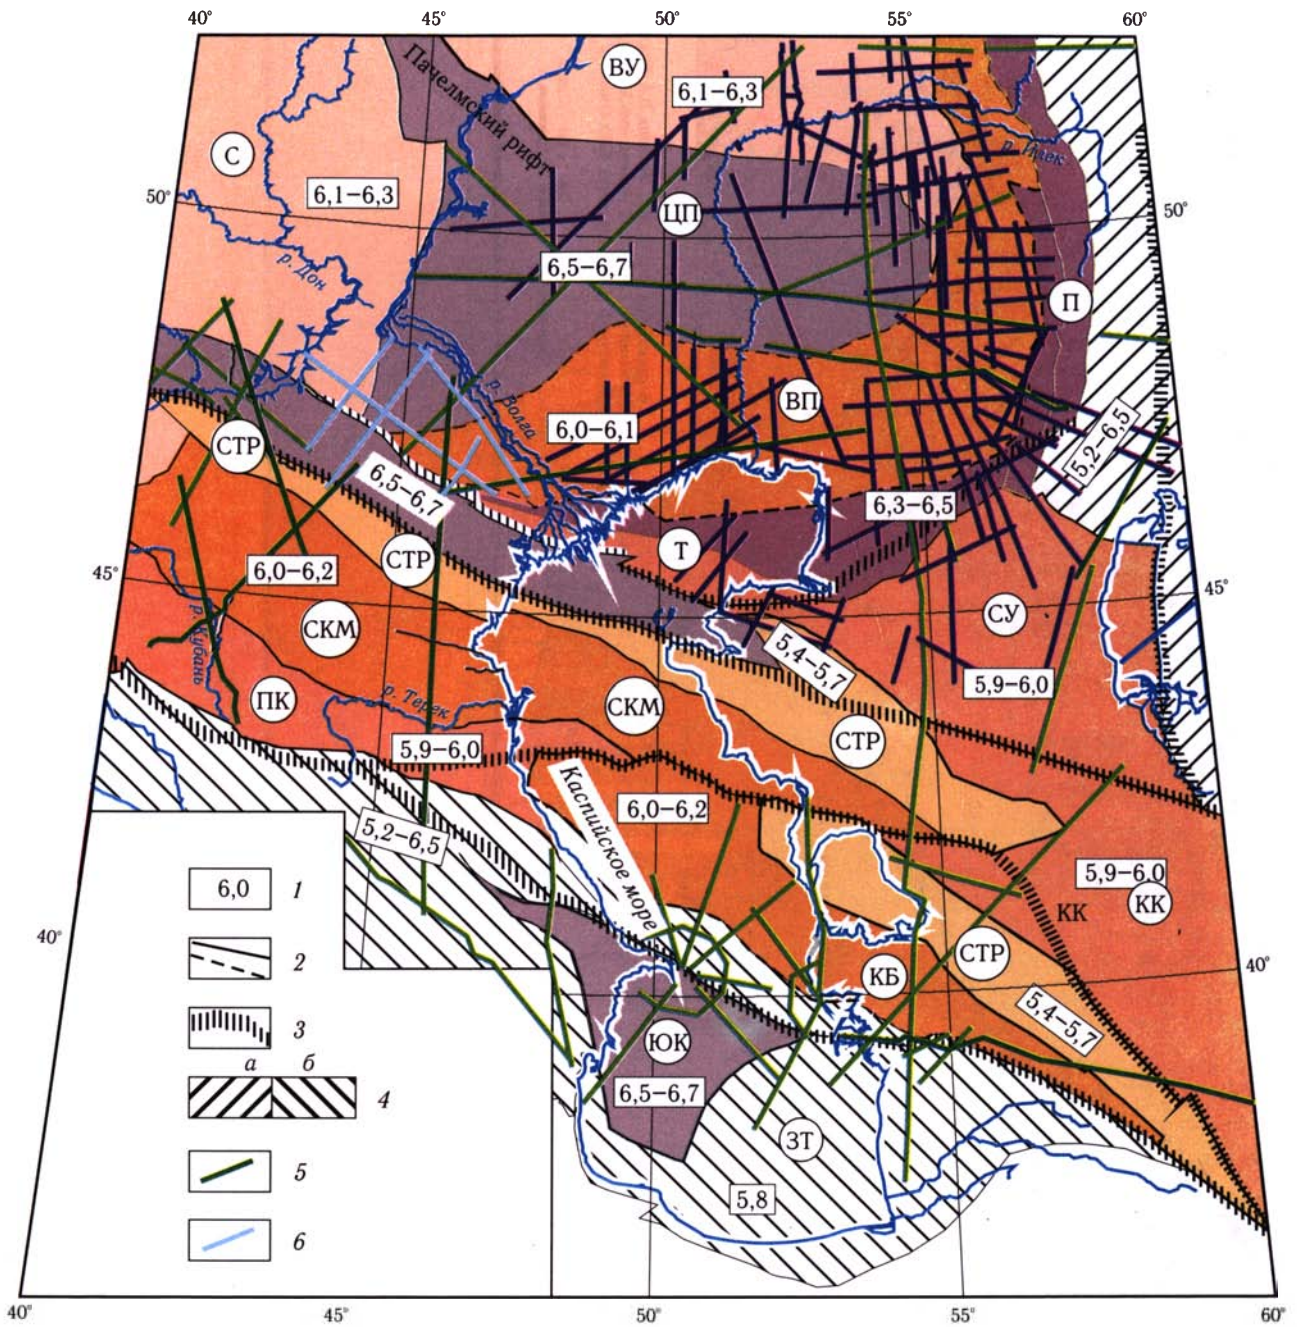 40°
45°
50°
55°
60°
ВУ
Пачелмский рифт
6,1–6,3
С
р. Илек
6,1–6,3
50°
ЦП
50°
р. Дон
6,5–6,7
П
р. Волга
ВП
СТР
6,0–6,1
5,2–6,5
6,5–6,7
6,3–6,5
Т
СТР
6,0–6,2
45°
45°
СУ
СКМ
р. Кубань
5,4–5,7
5,9–6,0
ПК
р. Терек
СКМ
СТР
5,9–6,0
Каспийское море
6,0–6,2
5,2–6,5
5,9–6,0
КК
КК
6,0
1
40°
СТР
40°
2
КБ
5,4–5,7
3
ЮК
а
б
6,5–6,7
4
ЗТ
5
5,8
6
40°
45°
50°
55°
60°